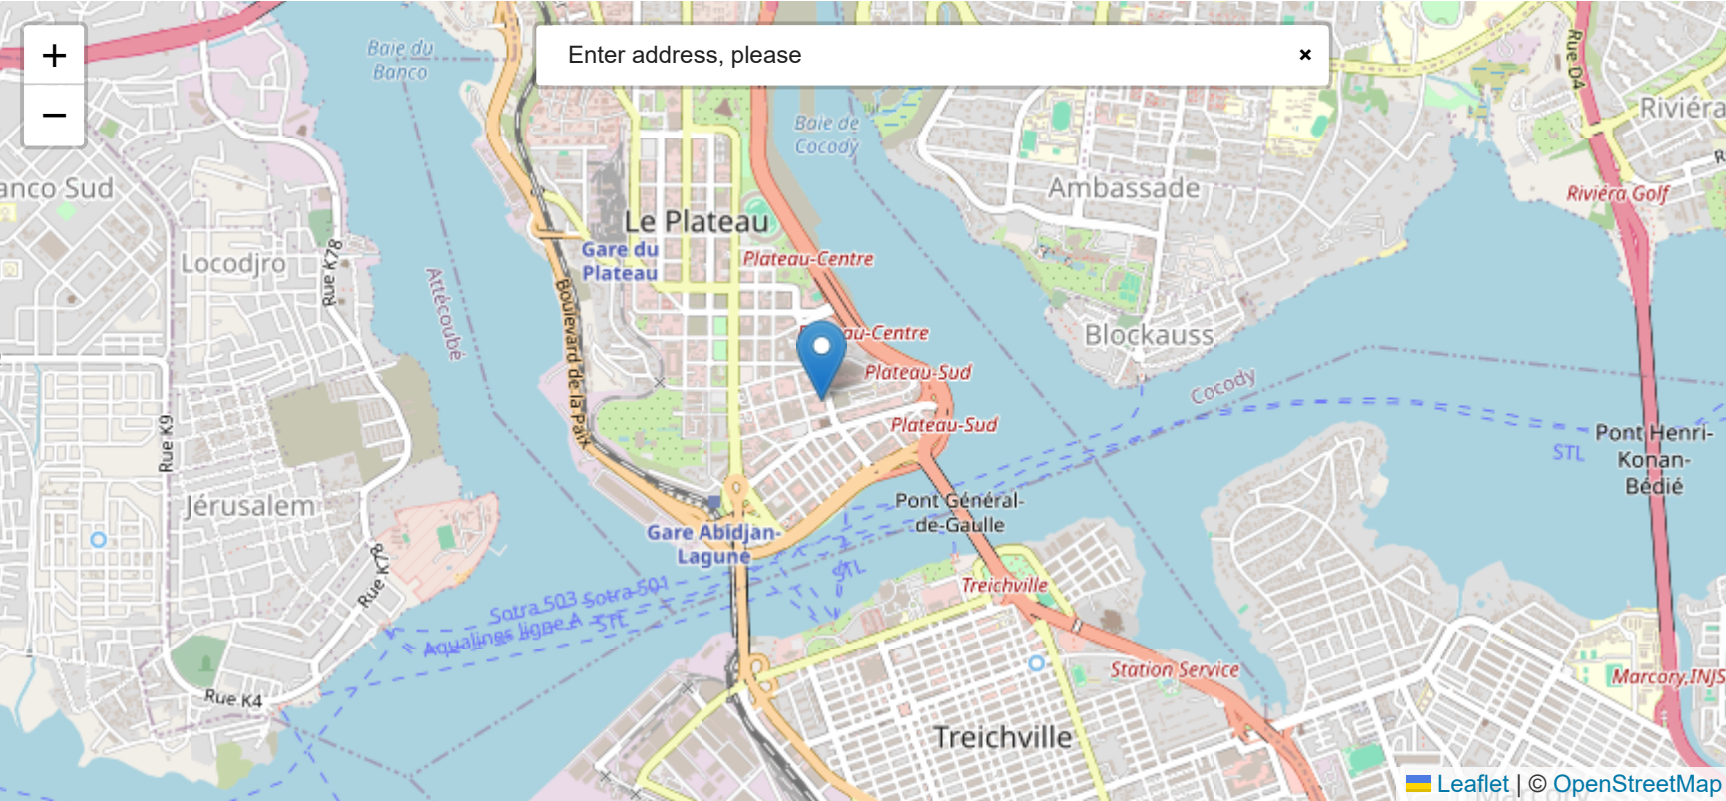 +
−
Enter address, please
×
Baie du
Banco
Baie de
Cocody
Rue D4
Riviéra
anco Sud
Ambassade
Riviéra Golf
Le Plateau
Gare du
Plateau
Plateau-Centre
Locodjro
Rue K78
Attécoubé
Boulevard de la Paix
au-Centre
Blockauss
Plateau-Sud
Cocody
Plateau-Sud
Rue K9
STL
Pont Henri-
Konan-
Bédié
Jérusalem
Pont Général-
de-Gaulle
Gare Abidjan-
Lagune
Rue K78
STL
Treichville
Sotra 503 Sotra 501
Aqualines ligne A STL
Station Service
Marcory,INJS
Rue K4
Treichville
Leaflet | © OpenStreetMap